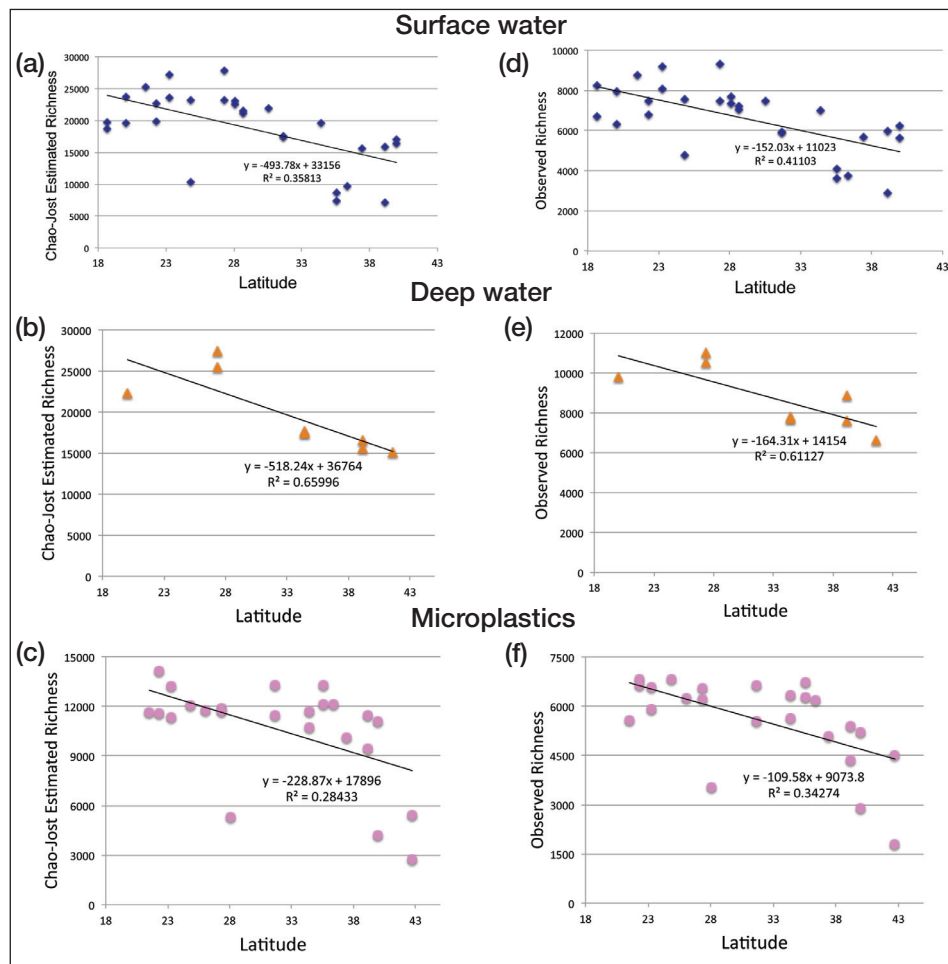 Surface water
(a)
Chao-Jost Estimated Richness
30000
25000
20000
15000
10000
5000
0
y = -493.78x + 33156
R² = 0.35813
18 23 28 33 38 43
Latitude
(d)
Observed Richness
10000
8000
6000
4000
2000
0
y = -152.03x + 11023
R² = 0.41103
18 23 28 33 38 43
Latitude
Deep water
(b)
Chao-Jost Estimated Richness
30000
25000
20000
15000
10000
5000
0
y = -518.24x + 36764
R² = 0.65996
18 23 28 33 38 43
Latitude
(e)
Observed Richness
12000
10000
8000
6000
4000
2000
0
y = -164.31x + 14154
R² = 0.61127
18 23 28 33 38 43
Latitude
Microplastics
(c)
Chao-Jost Estimated Richness
15000
12000
9000
6000
3000
0
y = -228.87x + 17896
R² = 0.28433
18 23 28 33 38 43
Latitude
(f)
Observed Richness
7500
6000
4500
3000
1500
0
y = -109.58x + 9073.8
R² = 0.34274
18 23 28 33 38 43
Latitude